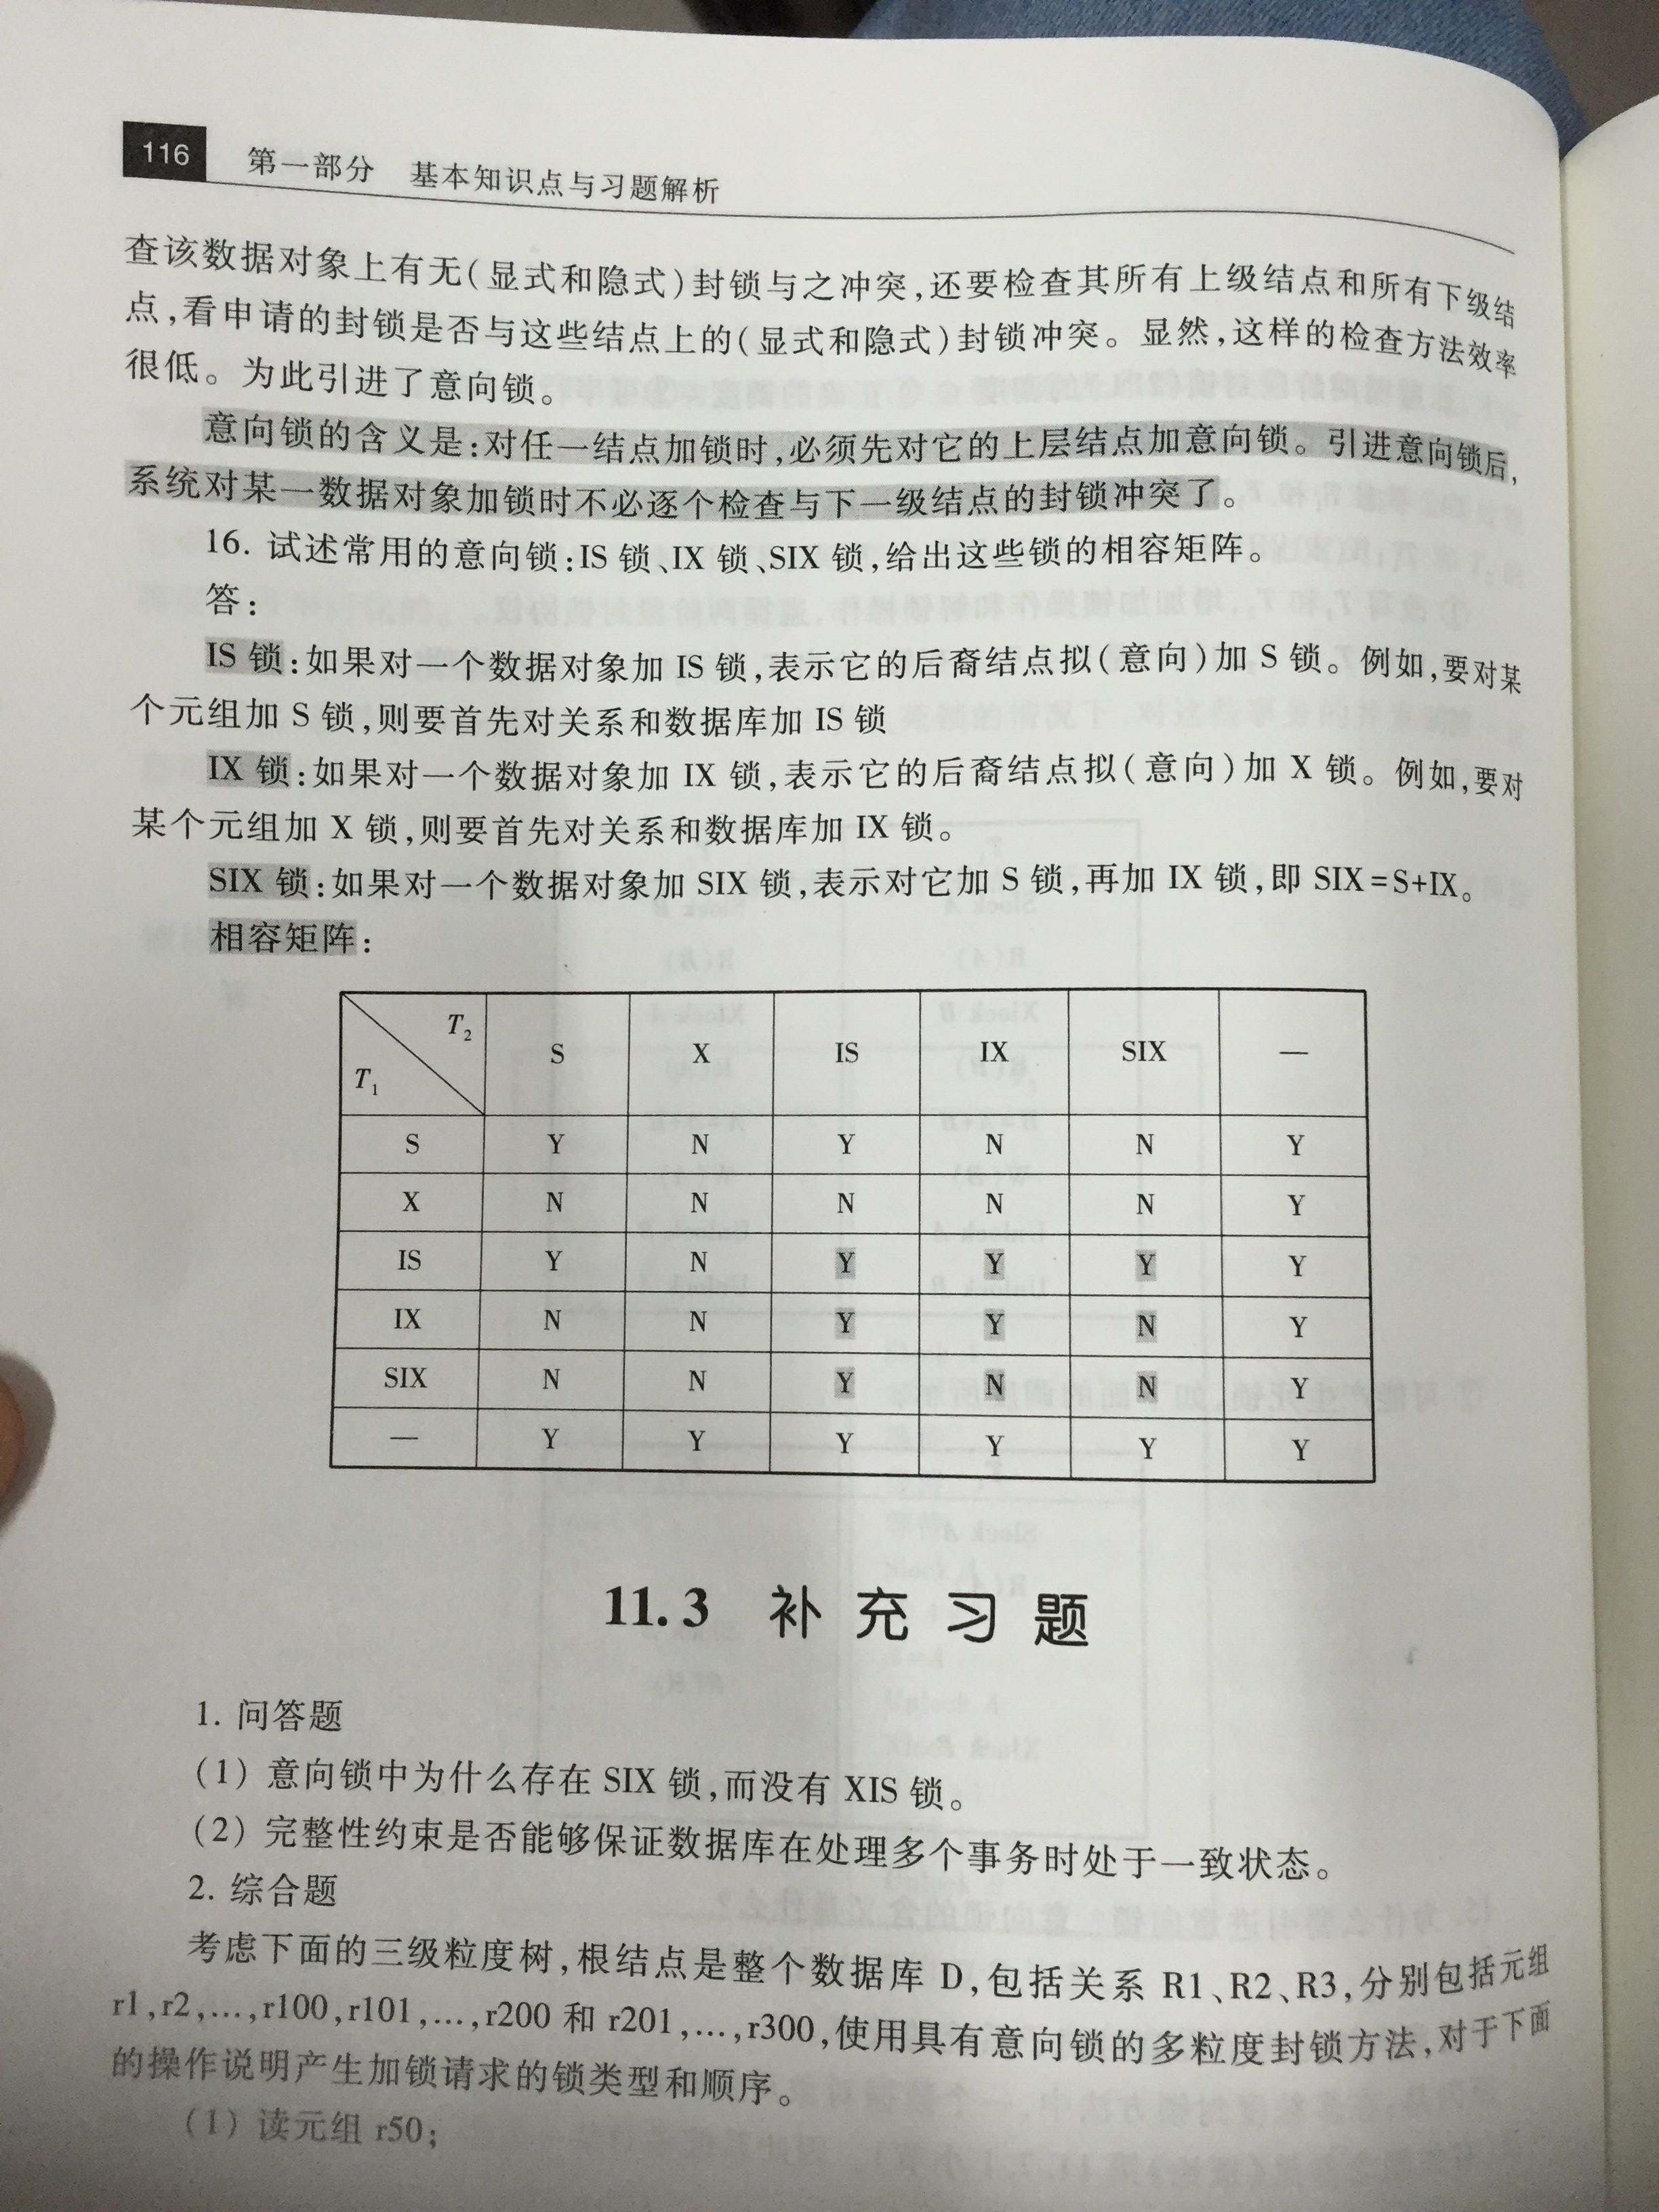 116
第一部分 基本知识点与习题解析
查该数据对象上有无(显式和隐式)封锁与之冲突,还要检查其所有上级结点和所有下级结
点,看申请的封锁是否与这些结点上的(显式和隐式)封锁冲突。显然,这样的检查方法效率
很低。为此引进了意向锁。
意向锁的含义是:对任一结点加锁时,必须先对它的上层结点加意向锁。引进意向锁后,
系统对某一数据对象加锁时不必逐个检查与下一级结点的封锁冲突了。
16. 试述常用的意向锁:IS 锁、IX 锁、SIX 锁,给出这些锁的相容矩阵。
答:
IS 锁:如果对一个数据对象加 IS 锁,表示它的后裔结点拟(意向)加 S 锁。例如,要对某
个元组加 S 锁,则要首先对关系和数据库加 IS 锁
IX 锁:如果对一个数据对象加 IX 锁,表示它的后裔结点拟(意向)加 X 锁。例如,要对
某个元组加 X 锁,则要首先对关系和数据库加 IX 锁。
SIX 锁:如果对一个数据对象加 SIX 锁,表示对它加 S 锁,再加 IX 锁,即 SIX=S+IX。
相容矩阵:
T2
T1 S X IS IX SIX —
S Y N Y N N Y
X N N N N N Y
IS Y N Y Y Y Y
IX N N Y Y N Y
SIX N N Y N N Y
— Y Y Y Y Y Y
11.3 补充习题
1. 问答题
(1) 意向锁中为什么存在 SIX 锁,而没有 XIS 锁。
(2) 完整性约束是否能够保证数据库在处理多个事务时处于一致状态。
2. 综合题
考虑下面的三级粒度树,根结点是整个数据库 D,包括关系 R1、R2、R3,分别包括元组
r1,r2,…,r100,r101,…,r200 和 r201,…,r300,使用具有意向锁的多粒度封锁方法,对于下面
的操作说明产生加锁请求的锁类型和顺序。
(1) 读元组 r50;